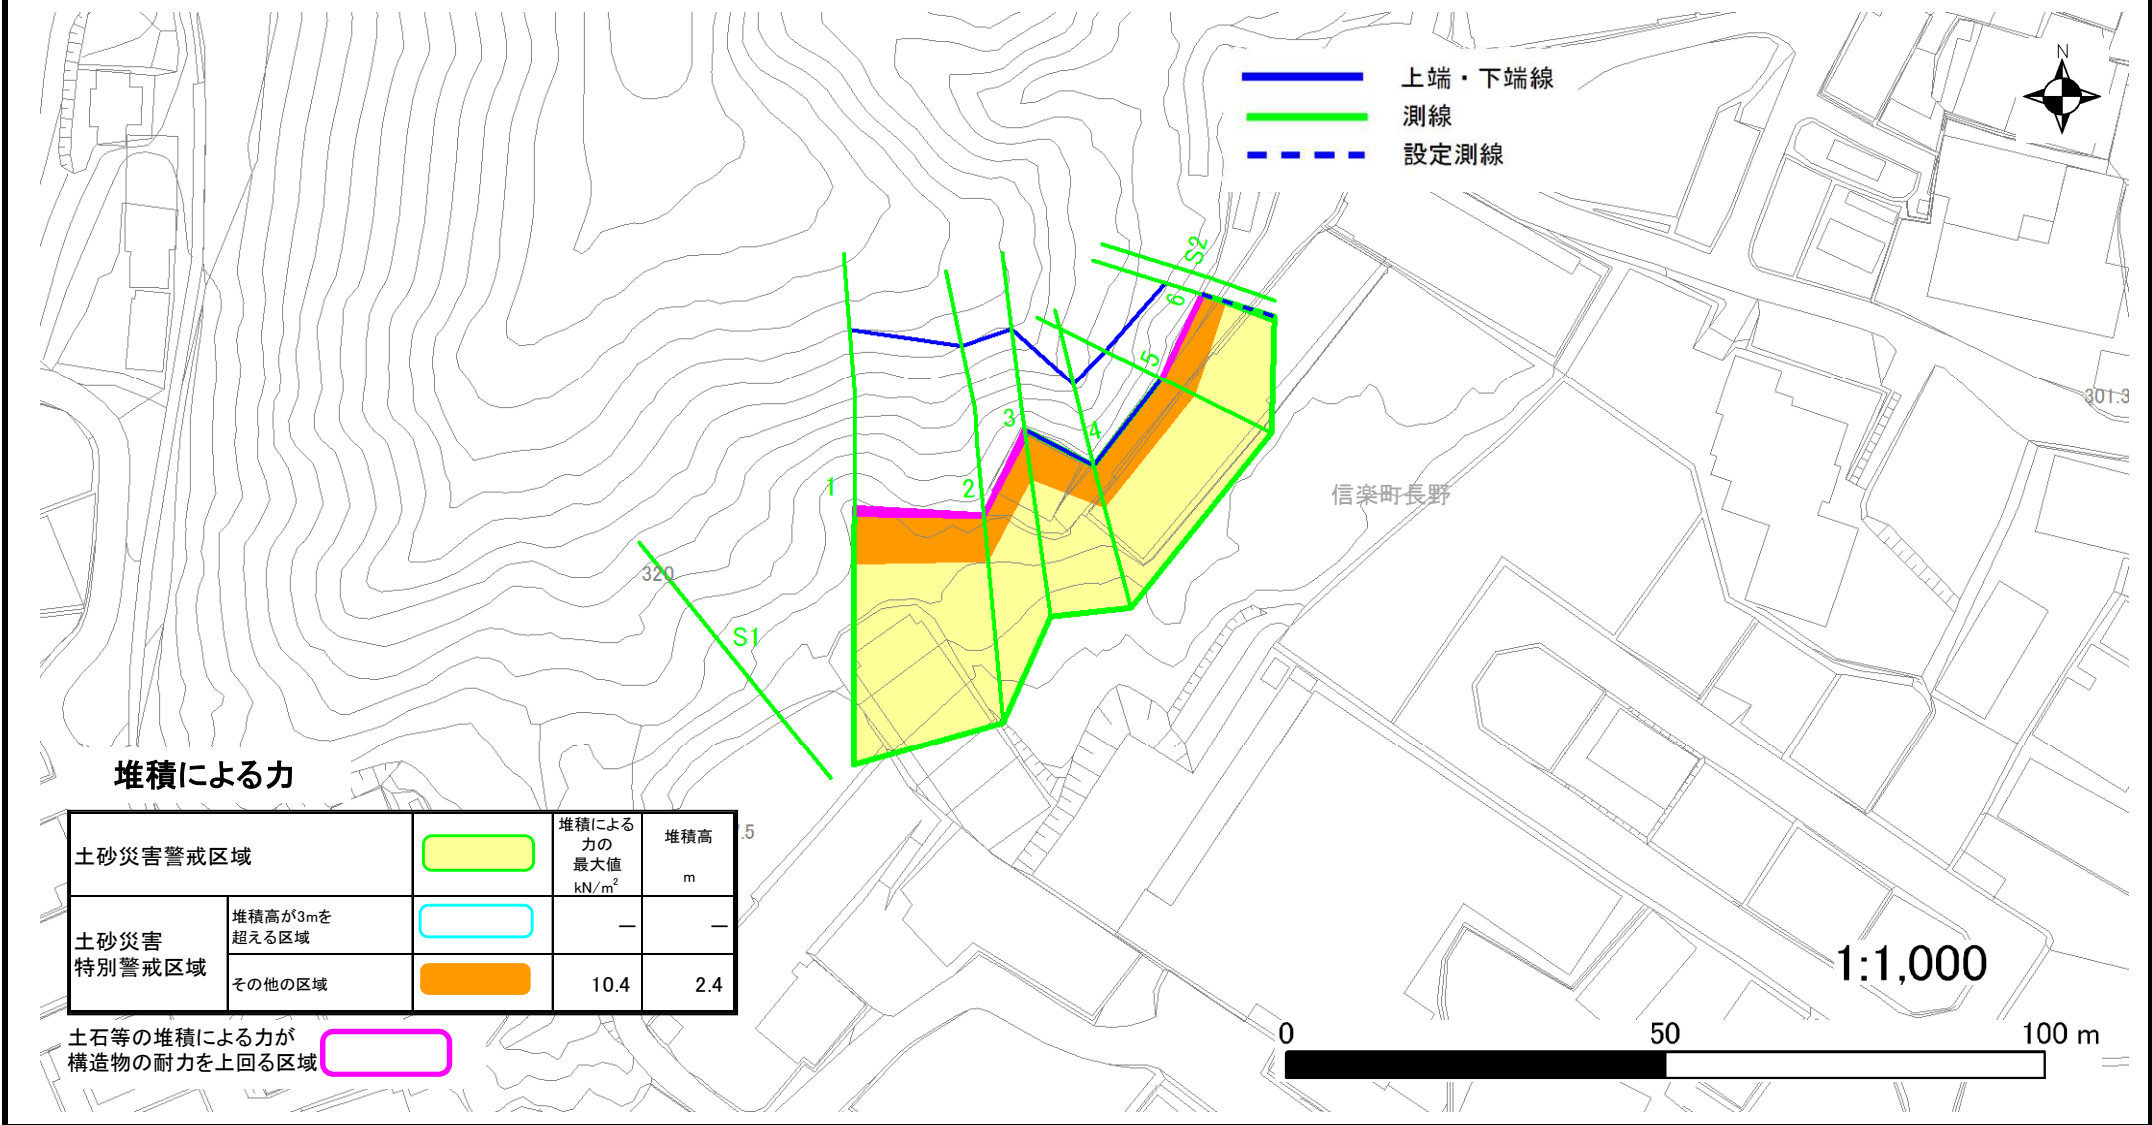 N
上端・下端線
測線
設定測線
S2
6
5
301.3
3
4
1
2
信楽町長野
320
S1
堆積による力
堆積による
力の
最大値
kN/m²
堆積高
m
.5
土砂災害警戒区域
土砂災害
特別警戒区域
堆積高が3mを
超える区域
— —
その他の区域
10.4 2.4
土石等の堆積による力が
構造物の耐力を上回る区域
1:1,000
0 50 100 m